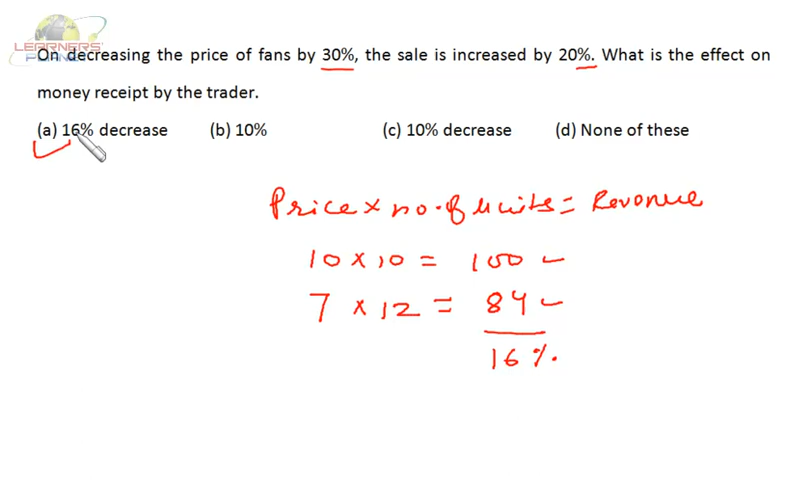 LEARNERS'
PLANET
On decreasing the price of fans by 30%, the sale is increased by 20%. What is the effect on
money receipt by the trader.
(a) 16% decrease (b) 10% (c) 10% decrease (d) None of these
Price x no. of units = Revenue
10 x 10 = 100
7 x 12 = 84
16 %.